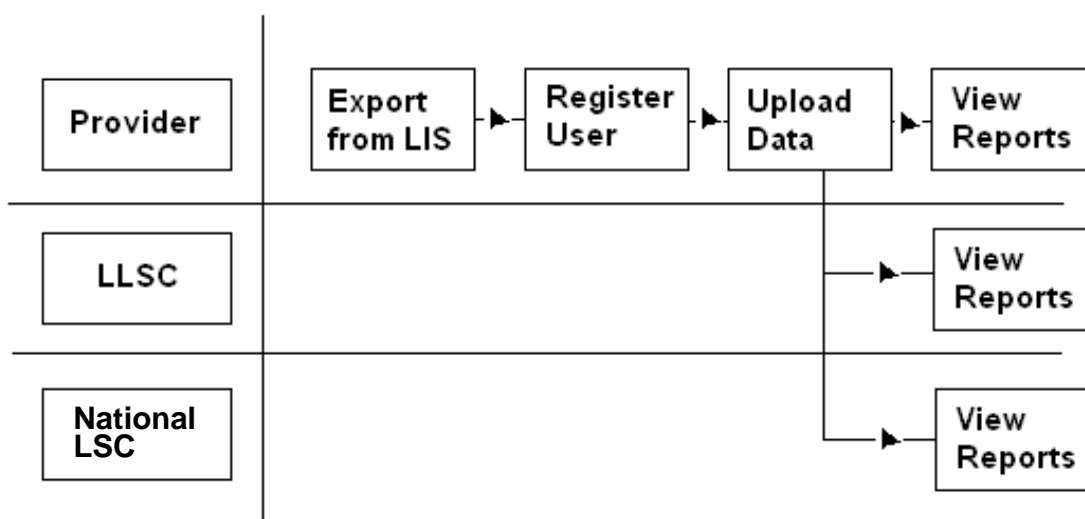 Provider
Export
from LIS
Register
User
Upload
Data
View
Reports
LLSC
View
Reports
National
LSC
View
Reports